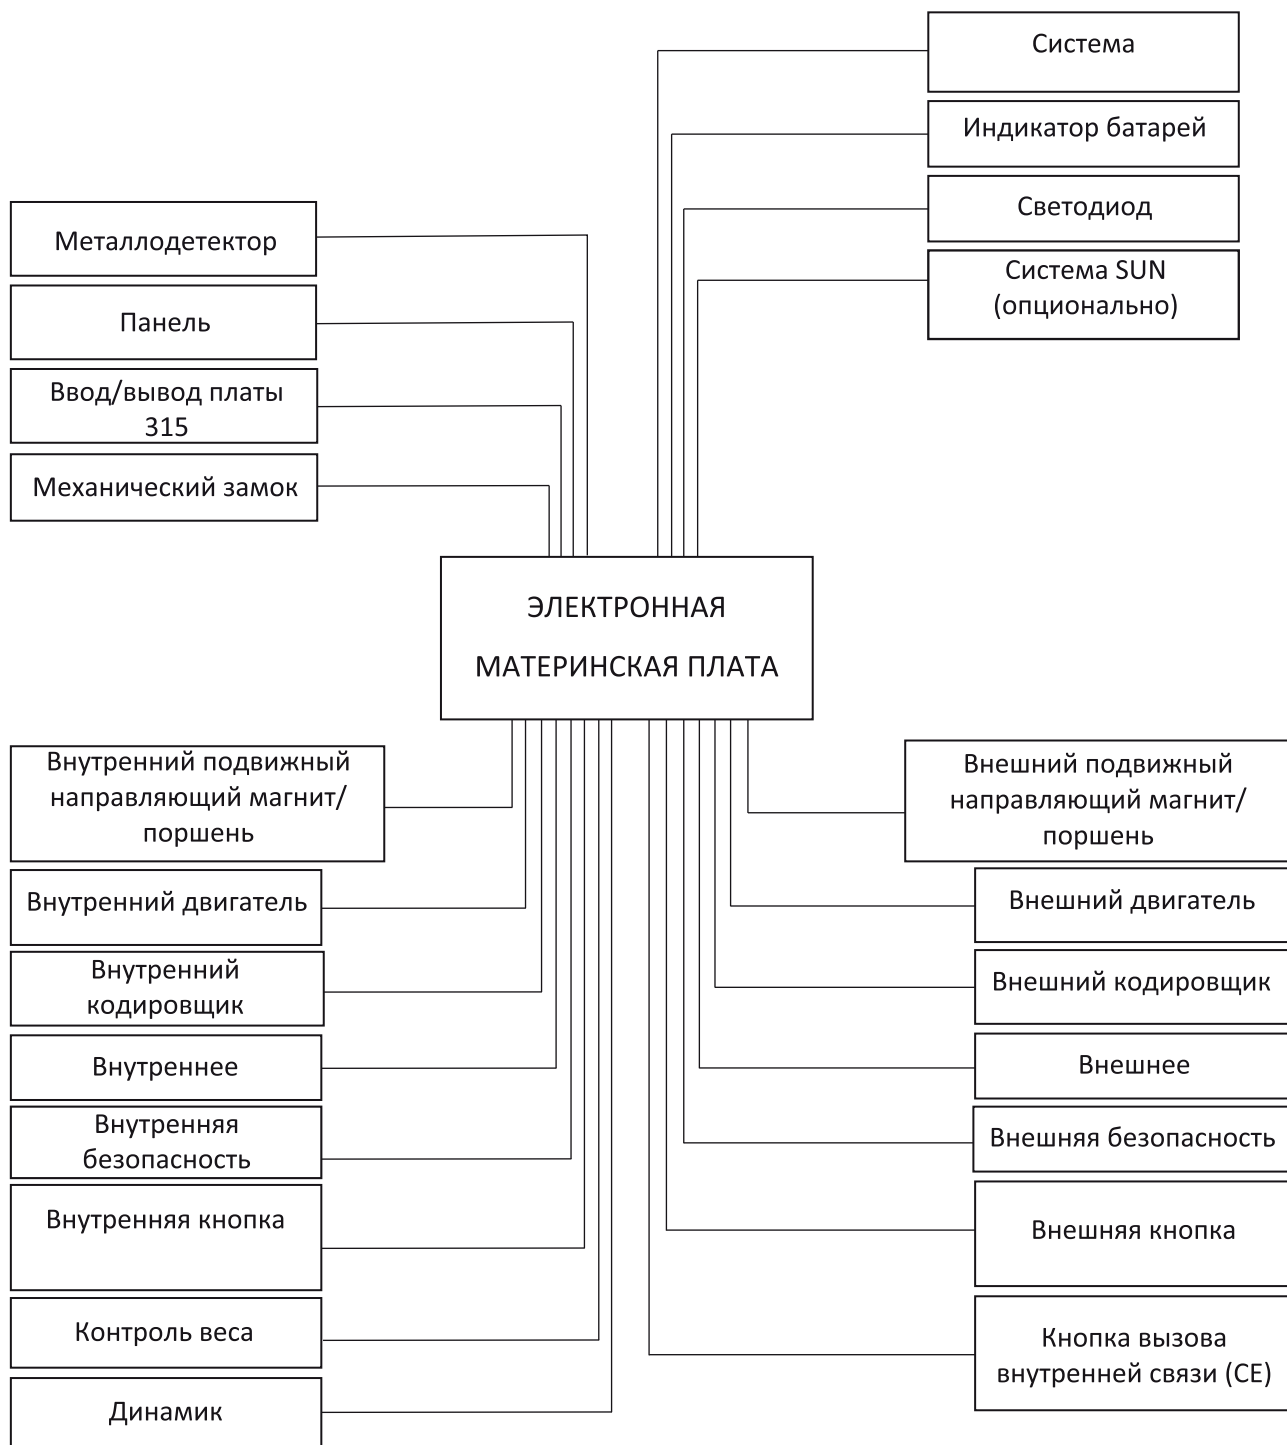 Система
Индикатор батарей
Светодиод
Система SUN
(опционально)
Металлодетектор
Панель
Ввод/вывод платы
315
Механический замок
ЭЛЕКТРОННАЯ
МАТЕРИНСКАЯ ПЛАТА
Внутренний подвижный
направляющий магнит/
поршень
Внутренний двигатель
Внутренний
кодировщик
Внутреннее
Внутренняя
безопасность
Внутренняя кнопка
Контроль веса
Динамик
Внешний подвижный
направляющий магнит/
поршень
Внешний двигатель
Внешний кодировщик
Внешнее
Внешняя безопасность
Внешняя кнопка
Кнопка вызова
внутренней связи (CE)